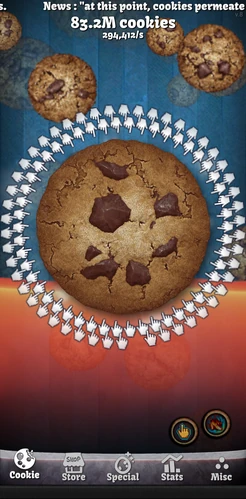 s. News : "at this point, cookies permeate
83.2M cookies
294,412/s
SHOP
Cookie
Store
Special
Stats
Misc